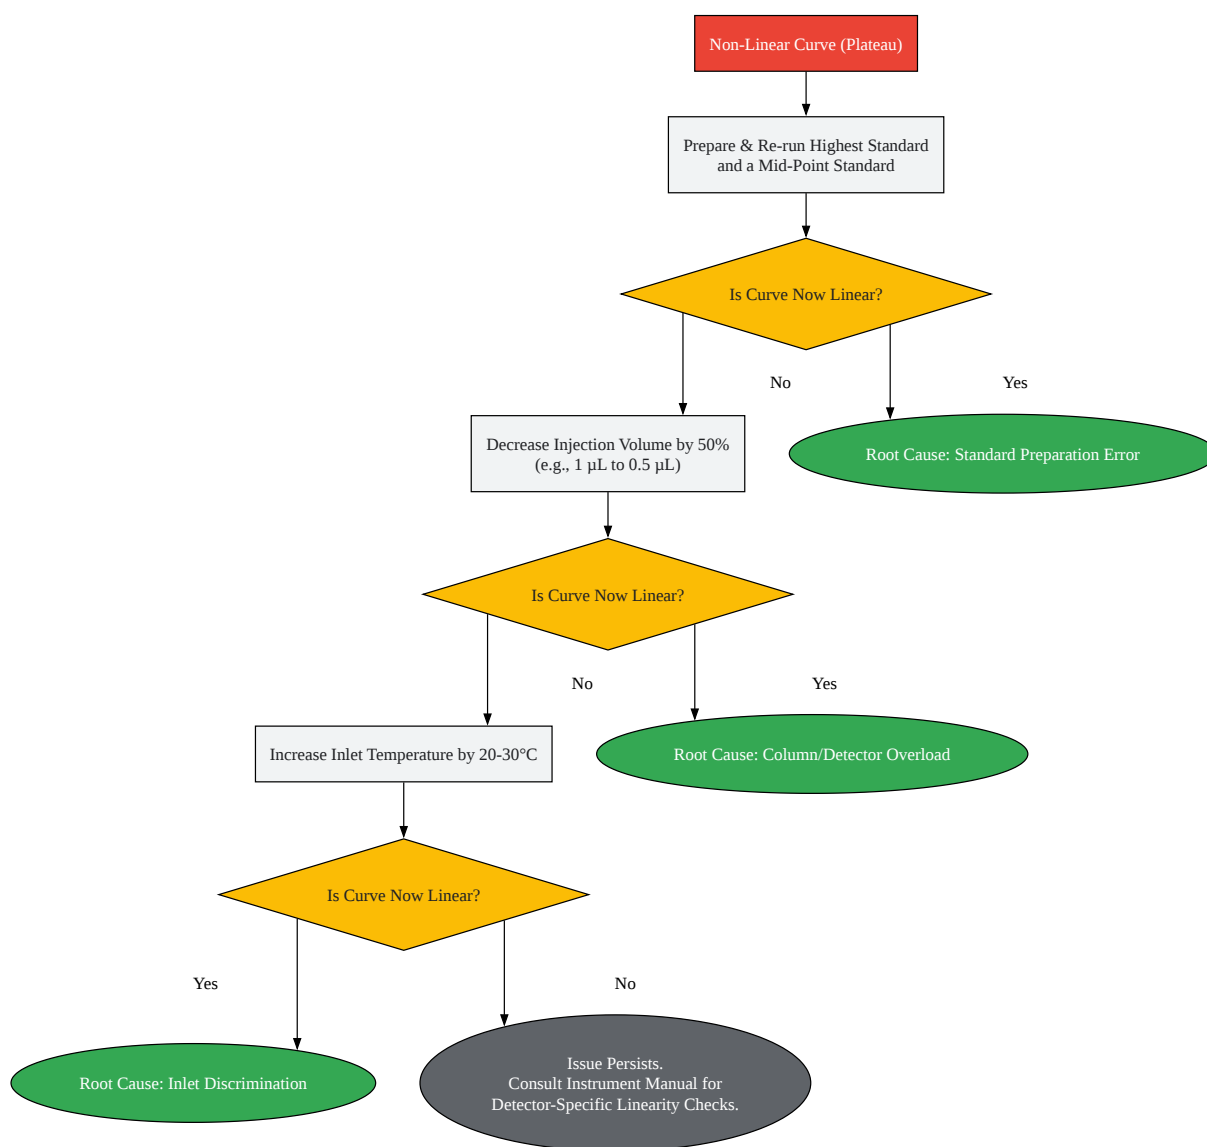 Non-Linear Curve (Plateau)
Prepare & Re-run Highest Standard
and a Mid-Point Standard
Is Curve Now Linear?
No
Yes
Decrease Injection Volume by 50%
(e.g., 1 µL to 0.5 µL)
Root Cause: Standard Preparation Error
Is Curve Now Linear?
No
Yes
Increase Inlet Temperature by 20-30°C
Root Cause: Column/Detector Overload
Is Curve Now Linear?
Yes
No
Root Cause: Inlet Discrimination
Issue Persists.
Consult Instrument Manual for
Detector-Specific Linearity Checks.